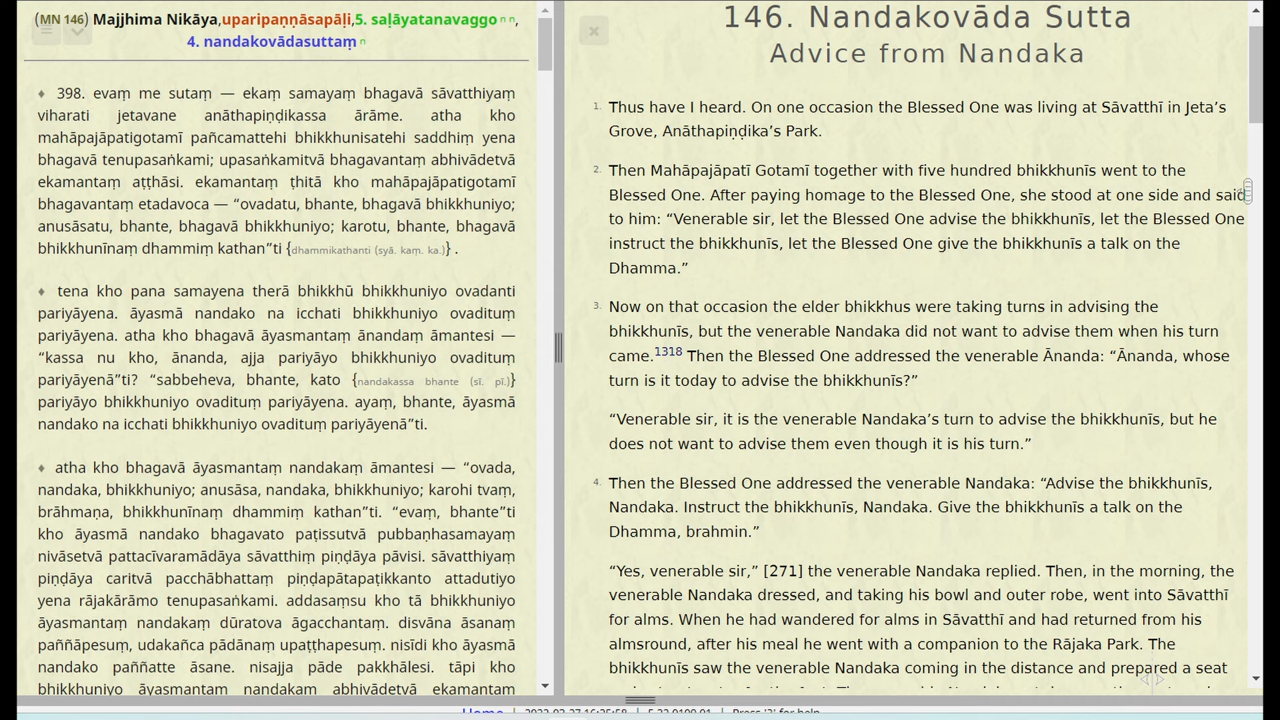 (MN 146) Majjhima Nikāya,uparipaṇṇāsapāḷi,5. saḷāyatanavaggo n n,
4. nandakovādasuttaṃ n
♦ 398. evaṃ me sutaṃ — ekaṃ samayaṃ bhagavā sāvatthiyaṃ
viharati jetavane anāthapiṇḍikassa ārāme. atha kho
mahāpajāpatigotamī pañcamattehi bhikkhunisatehi saddhiṃ yena
bhagavā tenupasaṅkami; upasaṅkamitvā bhagavantaṃ abhivādetvā
ekamantaṃ aṭṭhāsi. ekamantaṃ ṭhitā kho mahāpajāpatigotamī
bhagavantaṃ etadavoca — “ovadatu, bhante, bhagavā bhikkhuniyo;
anusāsatu, bhante, bhagavā bhikkhuniyo; karotu, bhante, bhagavā
bhikkhunīnaṃ dhammiṃ kathan”ti {dhammikathanti (syā. kaṃ. ka.)} .
♦ tena kho pana samayena therā bhikkhū bhikkhuniyo ovadanti
pariyāyena. āyasmā nandako na icchati bhikkhuniyo ovadituṃ
pariyāyena. atha kho bhagavā āyasmantaṃ ānandaṃ āmantesi —
“kassa nu kho, ānanda, ajja pariyāyo bhikkhuniyo ovadituṃ
pariyāyenā”ti? “sabbeheva, bhante, kato {nandakassa bhante (sī. pī.)}
pariyāyo bhikkhuniyo ovadituṃ pariyāyena. ayaṃ, bhante, āyasmā
nandako na icchati bhikkhuniyo ovadituṃ pariyāyenā”ti.
♦ atha kho bhagavā āyasmantaṃ nandakaṃ āmantesi — “ovada,
nandaka, bhikkhuniyo; anusāsa, nandaka, bhikkhuniyo; karohi tvaṃ,
brāhmaṇa, bhikkhunīnaṃ dhammiṃ kathan”ti. “evaṃ, bhante”ti
kho āyasmā nandako bhagavato paṭissutvā pubbaṇhasamayaṃ
nivāsetvā pattacīvaramādāya sāvatthiṃ piṇḍāya pāvisi. sāvatthiyaṃ
piṇḍāya caritvā pacchābhattaṃ piṇḍapātapaṭikkanto attadutiyo
yena rājakārāmo tenupasaṅkami. addasaṃsu kho tā bhikkhuniyo
āyasmantaṃ nandakaṃ dūratova āgacchantaṃ. disvāna āsanaṃ
paññāpesuṃ, udakañca pādānaṃ upaṭṭhapesuṃ. nisīdi kho āyasmā
nandako paññatte āsane. nisajja pāde pakkhālesi. tāpi kho
bhikkhuniyo āyasmantaṃ nandakaṃ abhivādetvā ekamantaṃ
146. Nandakovāda Sutta
Advice from Nandaka
1. Thus have I heard. On one occasion the Blessed One was living at Sāvatthī in Jeta’s
Grove, Anāthapiṇḍika’s Park.
2. Then Mahāpajāpatī Gotamī together with five hundred bhikkhunīs went to the
Blessed One. After paying homage to the Blessed One, she stood at one side and said
to him: “Venerable sir, let the Blessed One advise the bhikkhunīs, let the Blessed One
instruct the bhikkhunīs, let the Blessed One give the bhikkhunīs a talk on the
Dhamma.”
3. Now on that occasion the elder bhikkhus were taking turns in advising the
bhikkhunīs, but the venerable Nandaka did not want to advise them when his turn
came.1318 Then the Blessed One addressed the venerable Ānanda: “Ānanda, whose
turn is it today to advise the bhikkhunīs?”
“Venerable sir, it is the venerable Nandaka’s turn to advise the bhikkhunīs, but he
does not want to advise them even though it is his turn.”
4. Then the Blessed One addressed the venerable Nandaka: “Advise the bhikkhunīs,
Nandaka. Instruct the bhikkhunīs, Nandaka. Give the bhikkhunīs a talk on the
Dhamma, brahmin.”
“Yes, venerable sir,” [271] the venerable Nandaka replied. Then, in the morning, the
venerable Nandaka dressed, and taking his bowl and outer robe, went into Sāvatthī
for alms. When he had wandered for alms in Sāvatthī and had returned from his
almsround, after his meal he went with a companion to the Rājaka Park. The
bhikkhunīs saw the venerable Nandaka coming in the distance and prepared a seat
Home